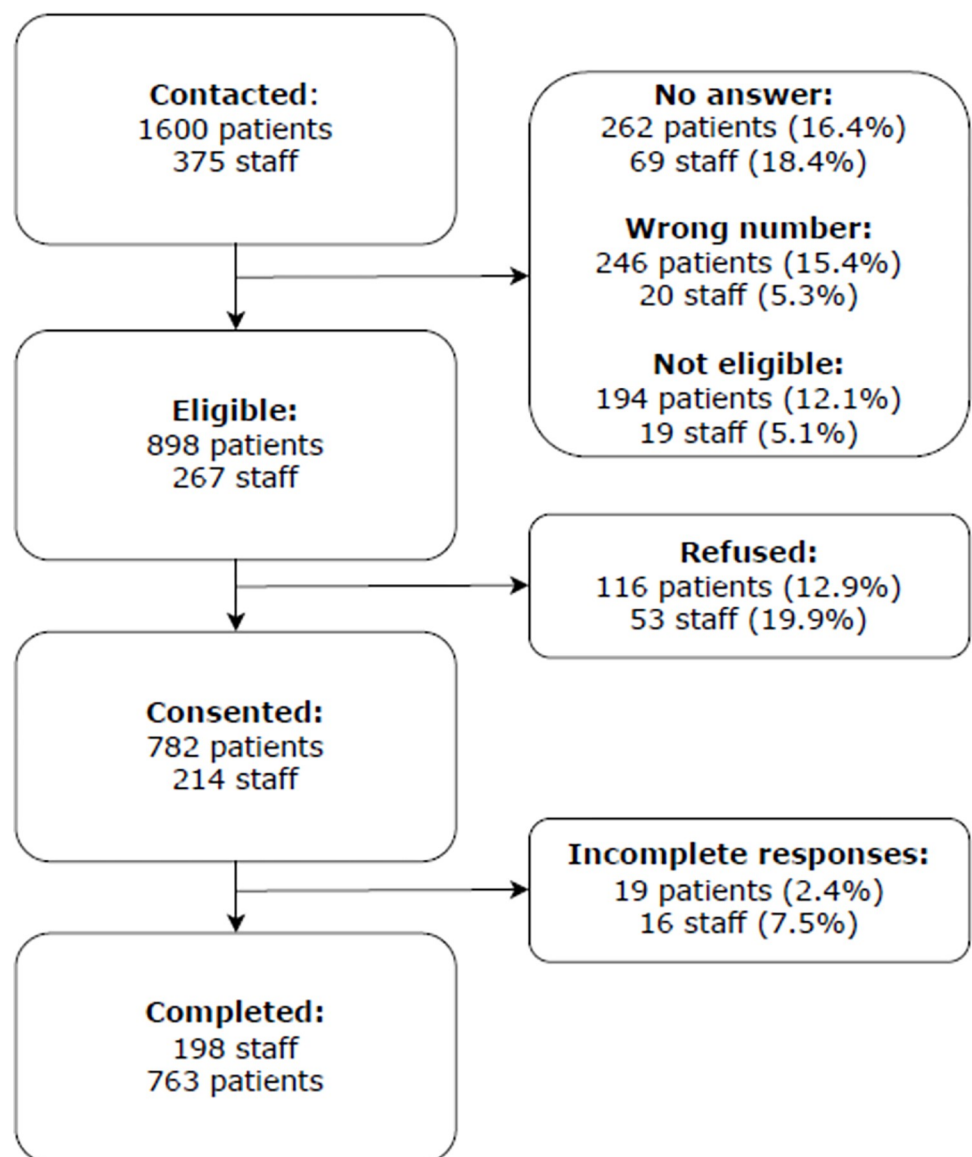 Contacted:
1600 patients
375 staff
No answer:
262 patients (16.4%)
69 staff (18.4%)
Wrong number:
246 patients (15.4%)
20 staff (5.3%)
Not eligible:
194 patients (12.1%)
19 staff (5.1%)
Eligible:
898 patients
267 staff
Refused:
116 patients (12.9%)
53 staff (19.9%)
Consented:
782 patients
214 staff
Incomplete responses:
19 patients (2.4%)
16 staff (7.5%)
Completed:
198 staff
763 patients